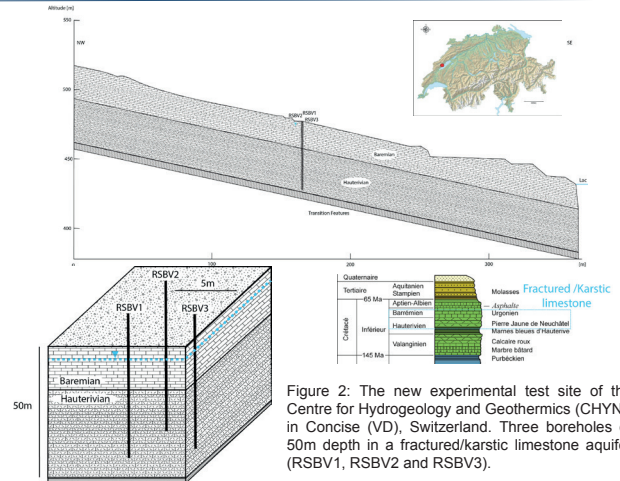 Altitude [m]
550
NW
SE
500
RSBV2 RSBV1
RSBV3
Baremian
450
Hauterivian
Lac
Transition Features
400
0
100
200
300
[m]
RSBV2
5m
RSBV1
RSBV3
Baremian
Hauterivian
50m
Quaternaire
Tertiaire
Aquitanien
Stampien
Molasses
Fractured /Karstic
limestone
65 Ma
Crétacé
Inférieur
Aptien-Albien
Asphalte
Barrémien
Urgonien
Hauterivien
Pierre Jaune de Neuchâtel
Marnes bleues d'Hauterive
Valanginien
Calcaire roux
Marbre bâtard
145 Ma
Purbéckien
Figure 2: The new experimental test site of th
Centre for Hydrogeology and Geothermics (CHYN
in Concise (VD), Switzerland. Three boreholes
50m depth in a fractured/karstic limestone aquife
(RSBV1, RSBV2 and RSBV3).